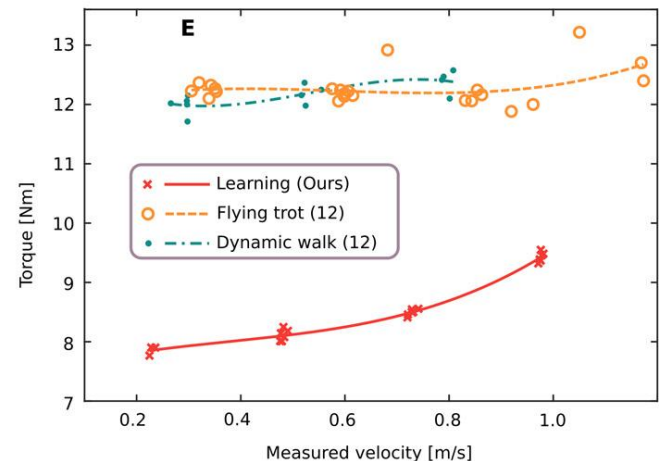 E
13
12
11
10
9
8
7
Torque [Nm]
Learning (Ours)
Flying trot (12)
Dynamic walk (12)
0.2 0.4 0.6 0.8 1.0
Measured velocity [m/s]